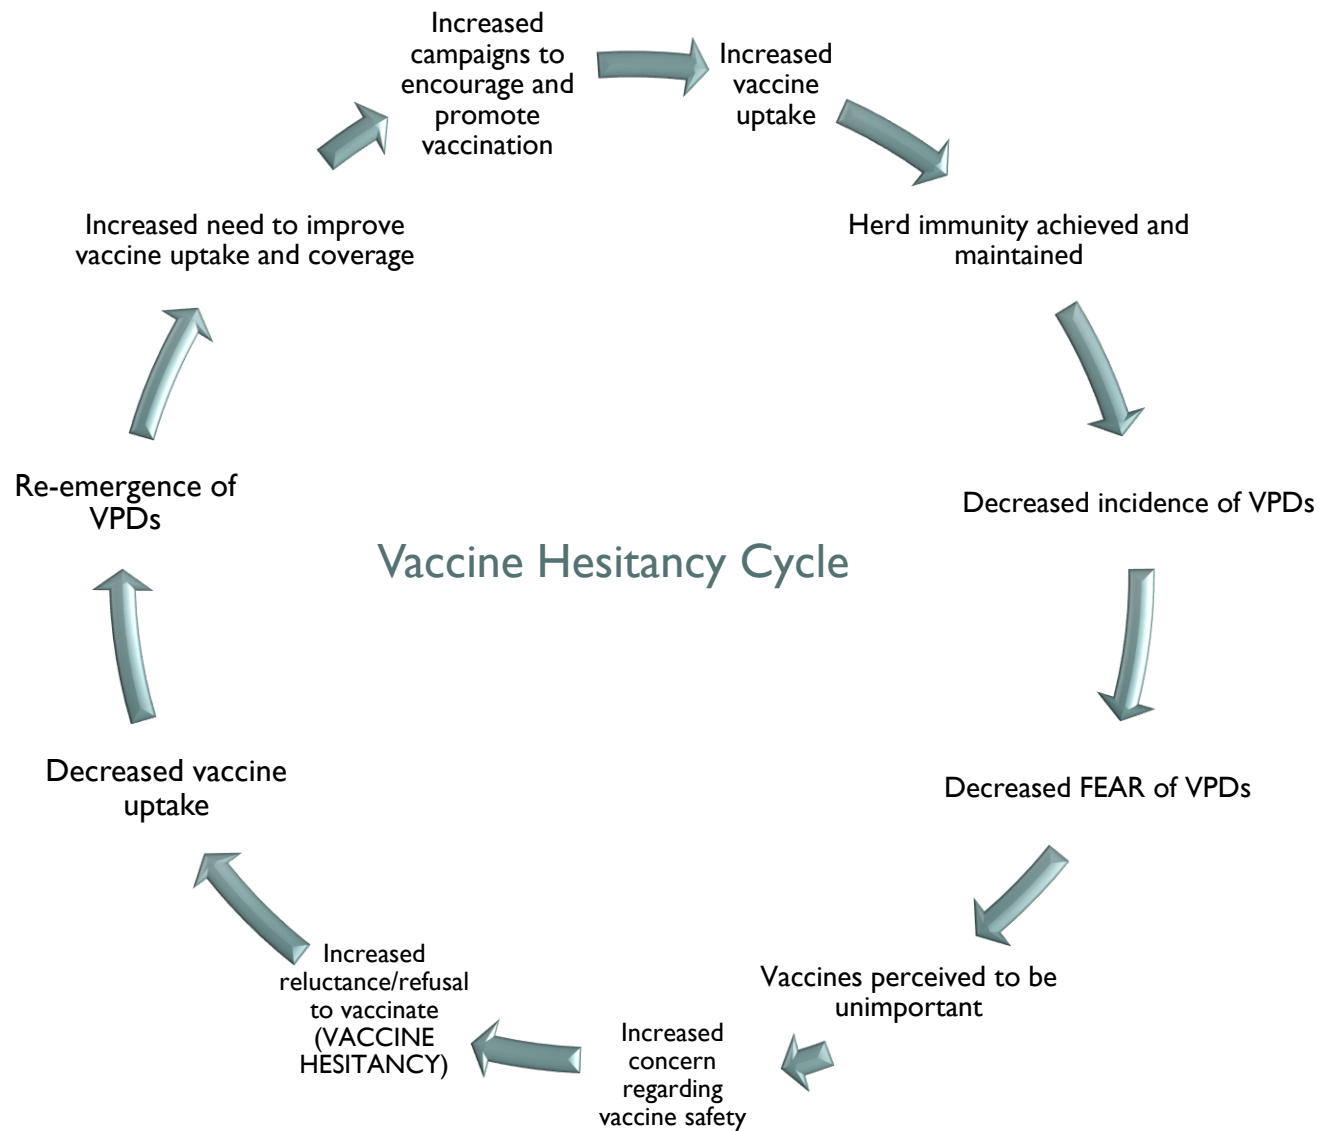 Increased
campaigns to
encourage and
promote
vaccination
Increased
vaccine
uptake
Herd immunity achieved and
maintained
Decreased incidence of VPDs
Decreased FEAR of VPDs
Vaccines perceived to be
unimportant
Increased
concern
regarding
vaccine safety
Increased
reluctance/refusal
to vaccinate
(VACCINE
HESITANCY)
Decreased vaccine
uptake
Re-emergence of
VPDs
Increased need to improve
vaccine uptake and coverage
Vaccine Hesitancy Cycle